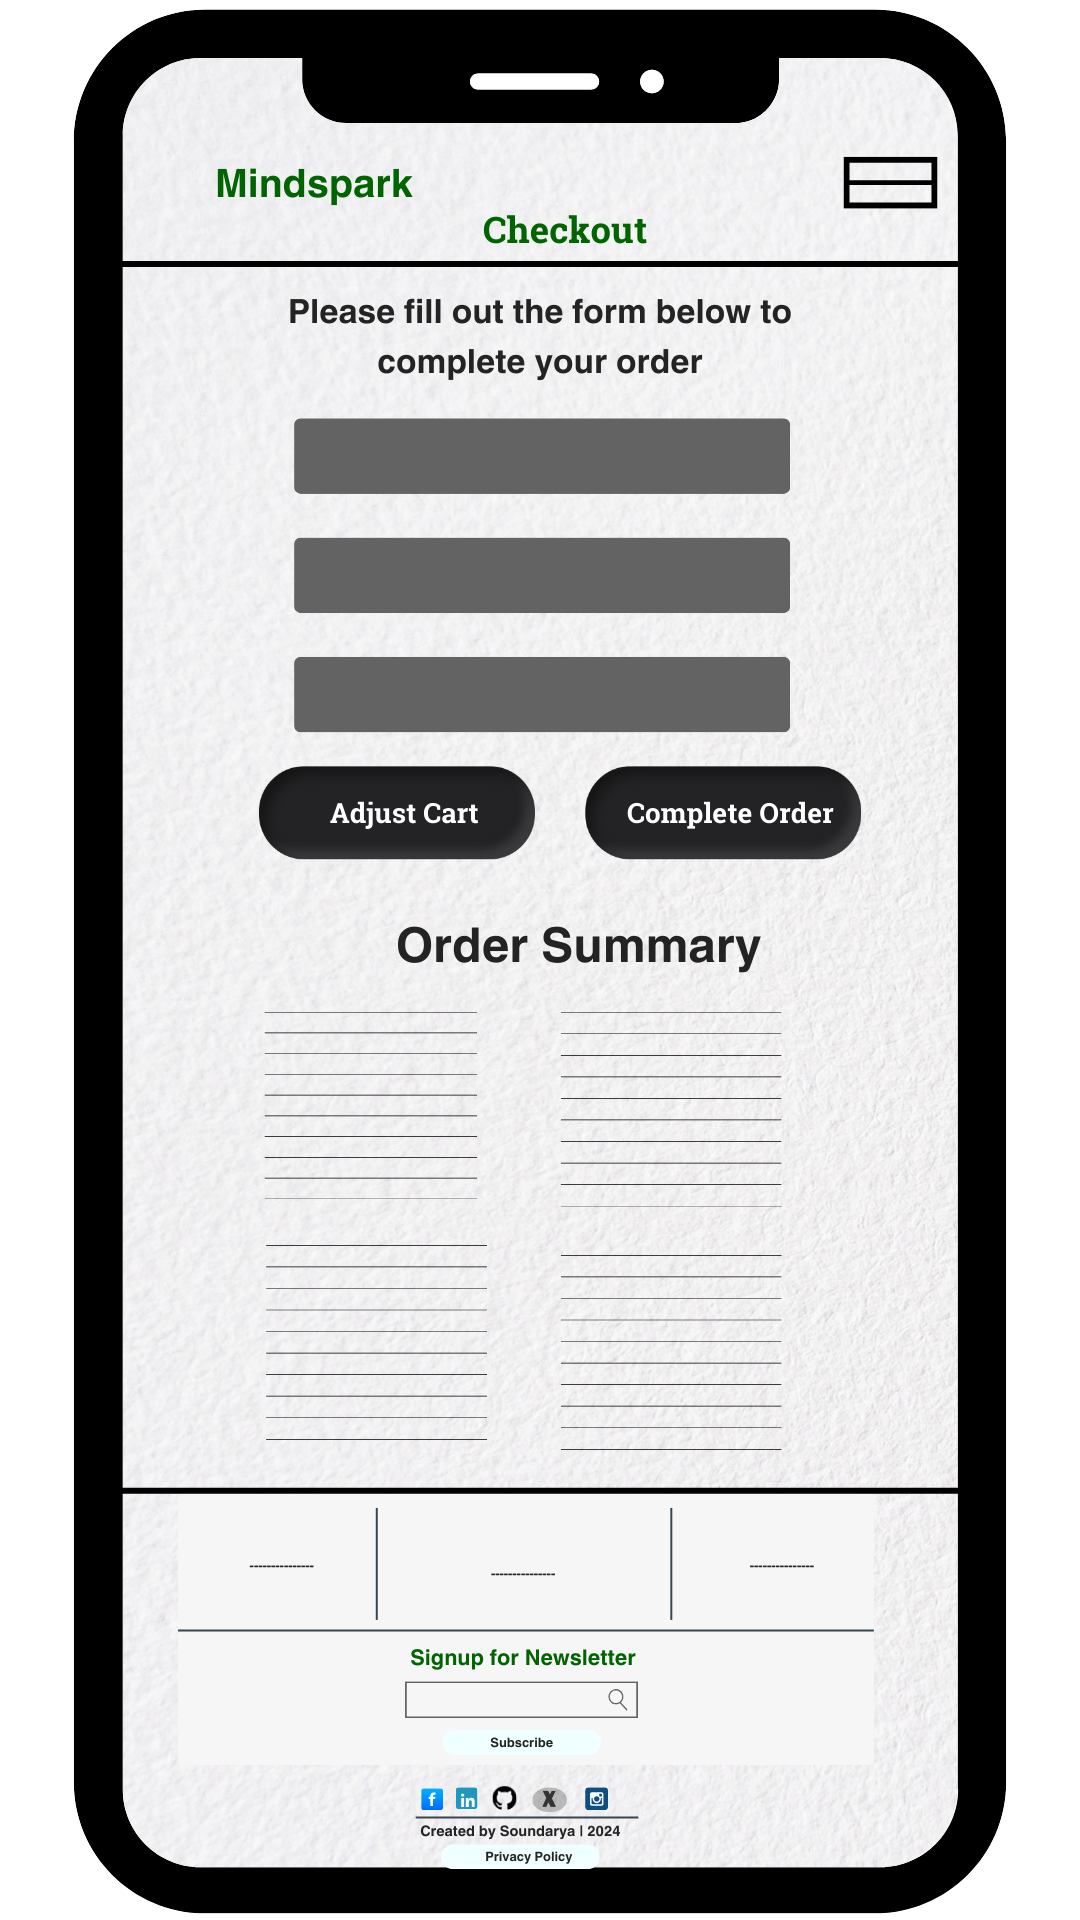 Mindspark
Checkout
Please fill out the form below to
complete your order
Adjust Cart
Complete Order
Order Summary
---------------
---------------
---------------
Signup for Newsletter
Subscribe
f
in
X
Created by Soundarya | 2024
Privacy Policy